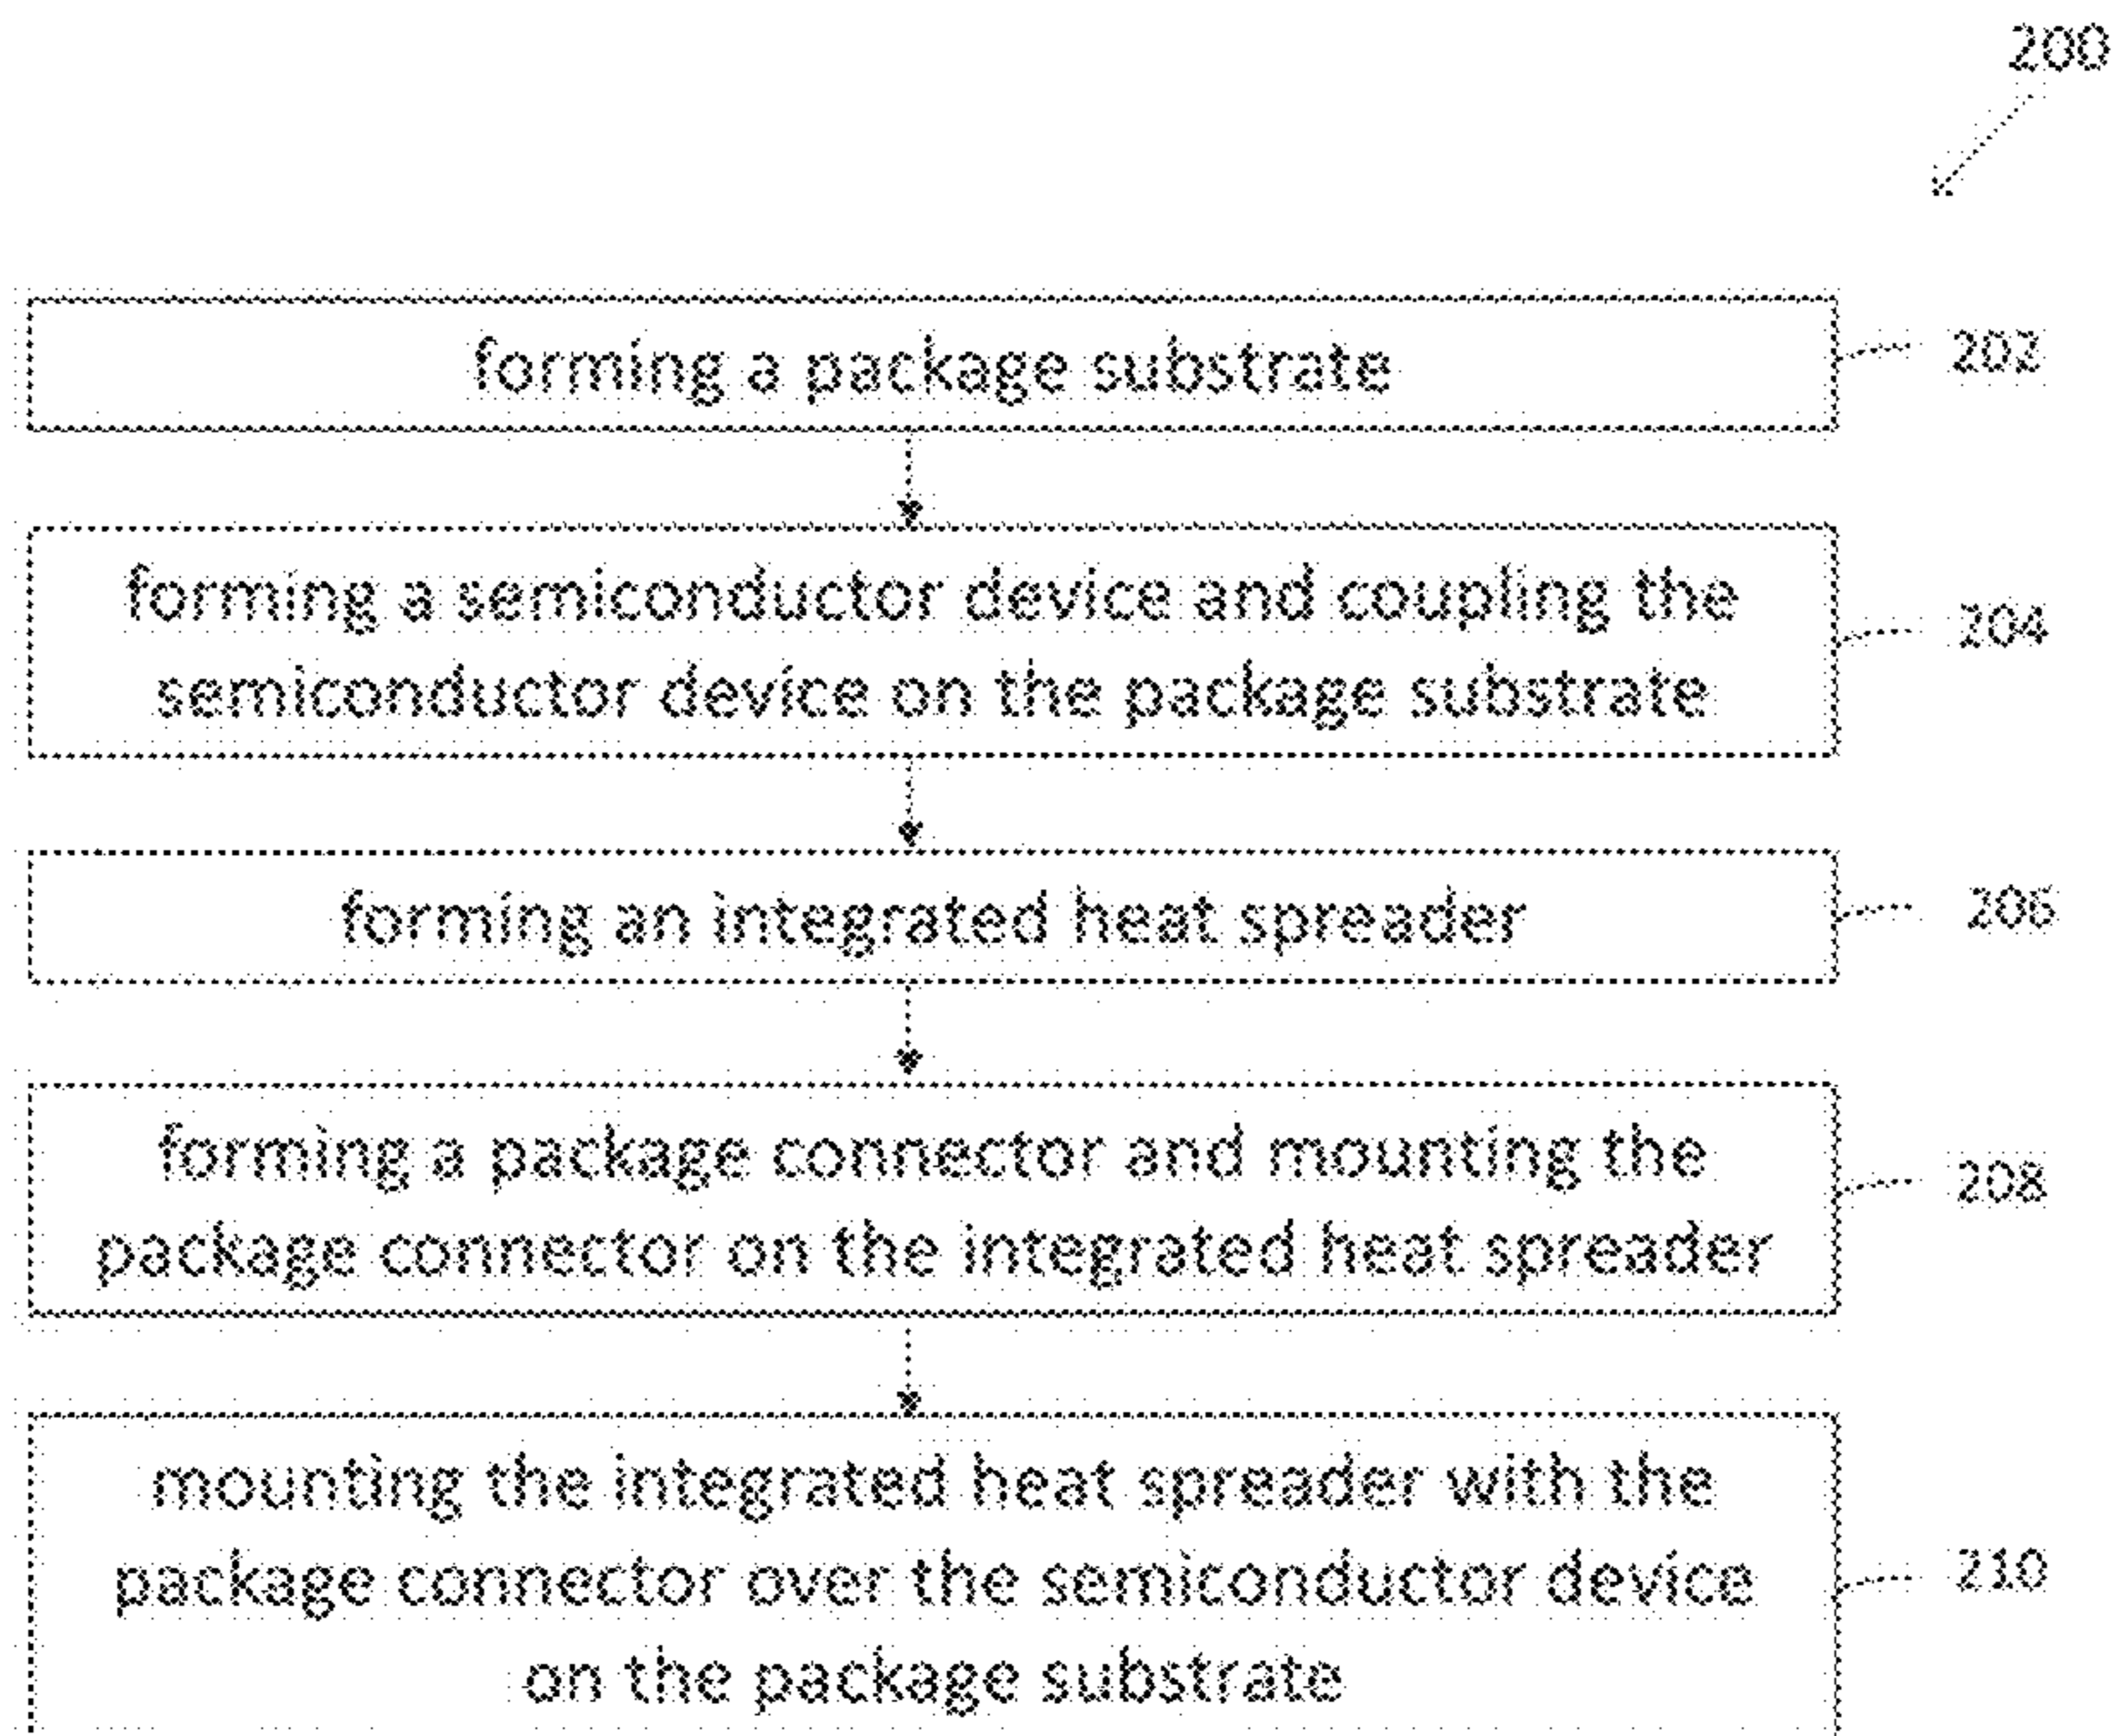 200
forming a package substrate
202
forming a semiconductor device and coupling the
semiconductor device on the package substrate
204
forming an integrated heat spreader
206
forming a package connector and mounting the
package connector on the integrated heat spreader
208
mounting the integrated heat spreader with the
package connector over the semiconductor device
on the package substrate
210